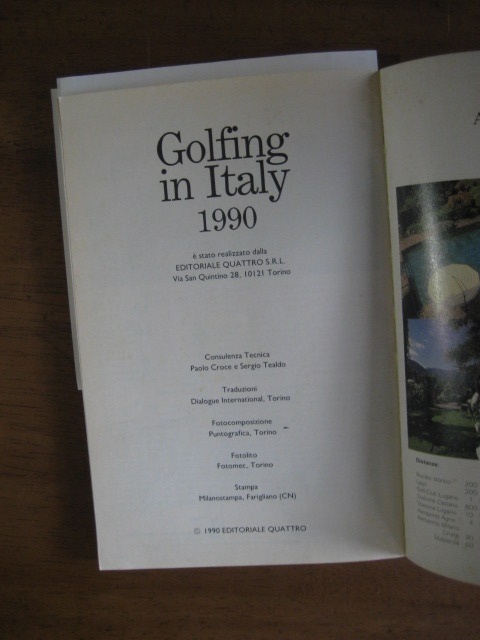 Golfing
in Italy
1990
è stato realizzato dalla
EDITORIALE QUATTRO S.R.L.
Via San Quintino 28, 10121 Torino
Consulenza Tecnica
Paolo Croce e Sergio Tealdo
Traduzioni
Dialogue International, Torino
Fotocomposizione
Puntografica, Torino
Fotolito
Fotomec, Torino
Stampa
Milanostampa, Farigliano (CN)
© 1990 EDITORIALE QUATTRO
A
Distanze: